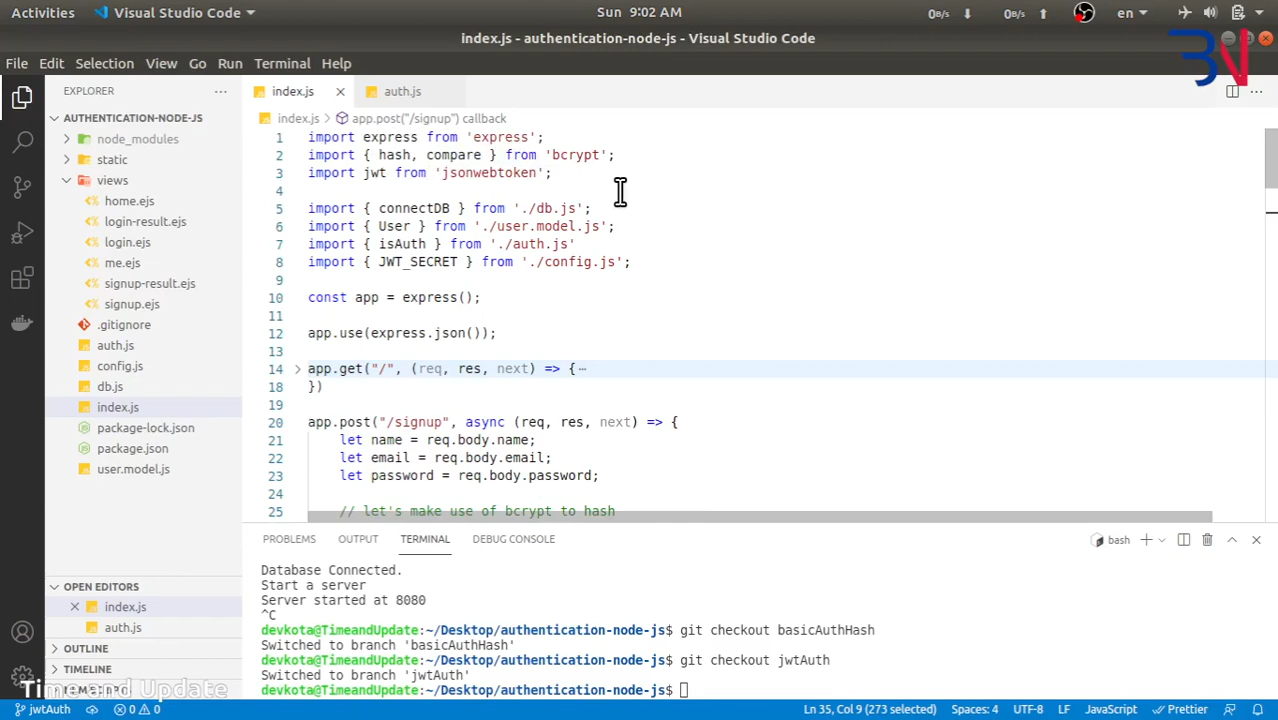 Activities
Visual Studio Code
Sun 9:02 AM
0B/s
0B/s
en
index.js - authentication-node-js - Visual Studio Code
BN
File Edit Selection View Go Run Terminal Help
EXPLORER
AUTHENTICATION-NODE-JS
node_modules
static
views
home.ejs
login-result.ejs
login.ejs
me.ejs
signup-result.ejs
signup.ejs
.gitignore
auth.js
config.js
db.js
index.js
package-lock.json
package.json
user.model.js
OPEN EDITORS
index.js
auth.js
OUTLINE
TIMELINE
Time and Update
index.js
auth.js
index.js > app.post("/signup") callback
1 import express from 'express';
2 import { hash, compare } from 'bcrypt';
3 import jwt from 'jsonwebtoken';
4
5 import { connectDB } from './db.js';
6 import { User } from './user.model.js';
7 import { isAuth } from './auth.js'
8 import { JWT_SECRET } from './config.js';
9
10 const app = express();
11
12 app.use(express.json());
13
14 app.get("/", (req, res, next) => {⋯
18 })
19
20 app.post("/signup", async (req, res, next) => {
21 let name = req.body.name;
22 let email = req.body.email;
23 let password = req.body.password;
24
25 // let's make use of bcrypt to hash
PROBLEMS OUTPUT TERMINAL DEBUG CONSOLE
bash
Database Connected.
Start a server
Server started at 8080
^C
devkota@TimeandUpdate:~/Desktop/authentication-node-js$ git checkout basicAuthHash
Switched to branch 'basicAuthHash'
devkota@TimeandUpdate:~/Desktop/authentication-node-js$ git checkout jwtAuth
Switched to branch 'jwtAuth'
devkota@TimeandUpdate:~/Desktop/authentication-node-js$
jwtAuth
0 0
Ln 35, Col 9 (273 selected)
Spaces: 4
UTF-8
LF
JavaScript
Prettier